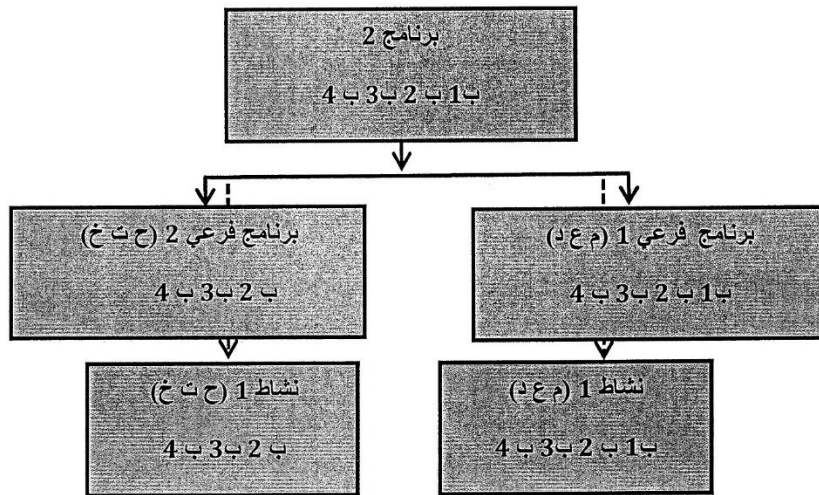 برنامج 2
ب1 ب 2 ب3 ب 4
برنامج فرعي 1 (م ع د)
ب1 ب 2 ب3 ب 4
برنامج فرعي 2 (ح ت خ)
ب 2 ب3 ب 4
نشاط 1 (م ع د)
ب1 ب 2 ب3 ب 4
نشاط 1 (ح ت خ)
ب 2 ب3 ب 4